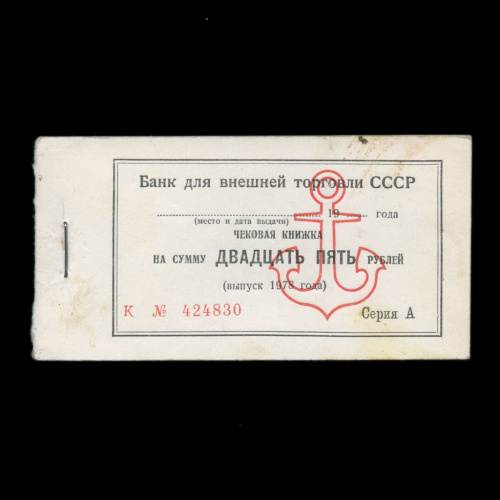 Банк для внешней торговли СССР
19 года
(место и дата выдачи)
ЧЕКОВАЯ КНИЖКА
НА СУММУ ДВАДЦАТЬ ПЯТЬ РУБЛЕЙ
(выпуск 1978 года)
К № 424830 Серия А